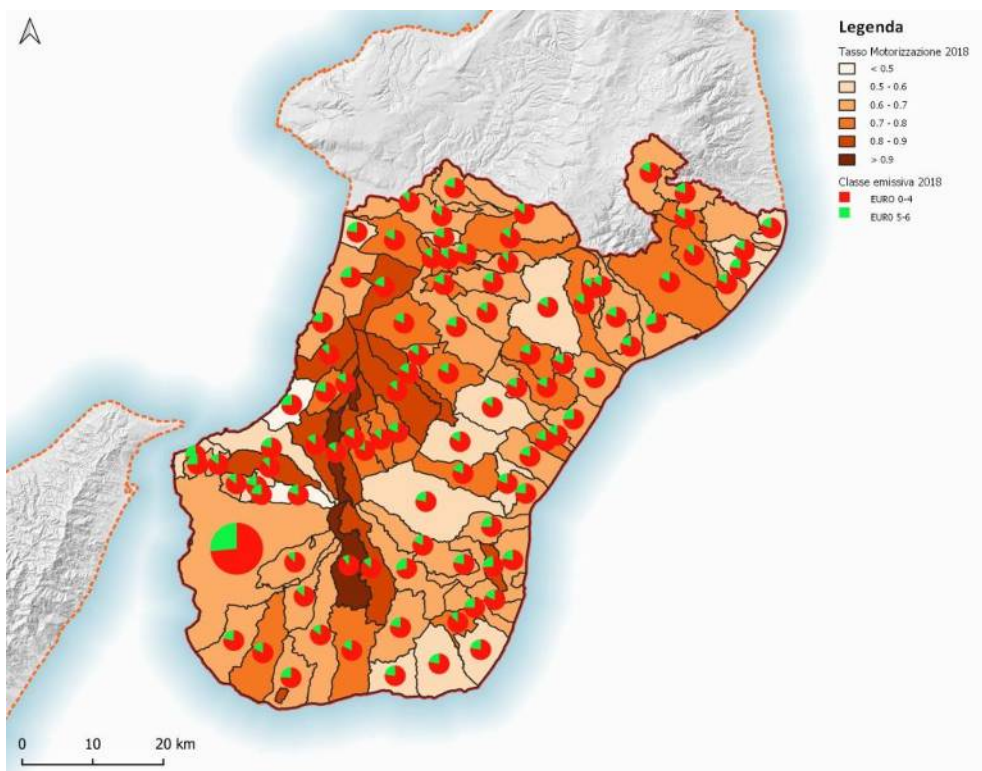 Legenda
Tasso Motorizzazione 2018
< 0.5
0.5 - 0.6
0.6 - 0.7
0.7 - 0.8
0.8 - 0.9
> 0.9
Classe emissiva 2018
EURO 0-4
EURO 5-6
0 10 20 km